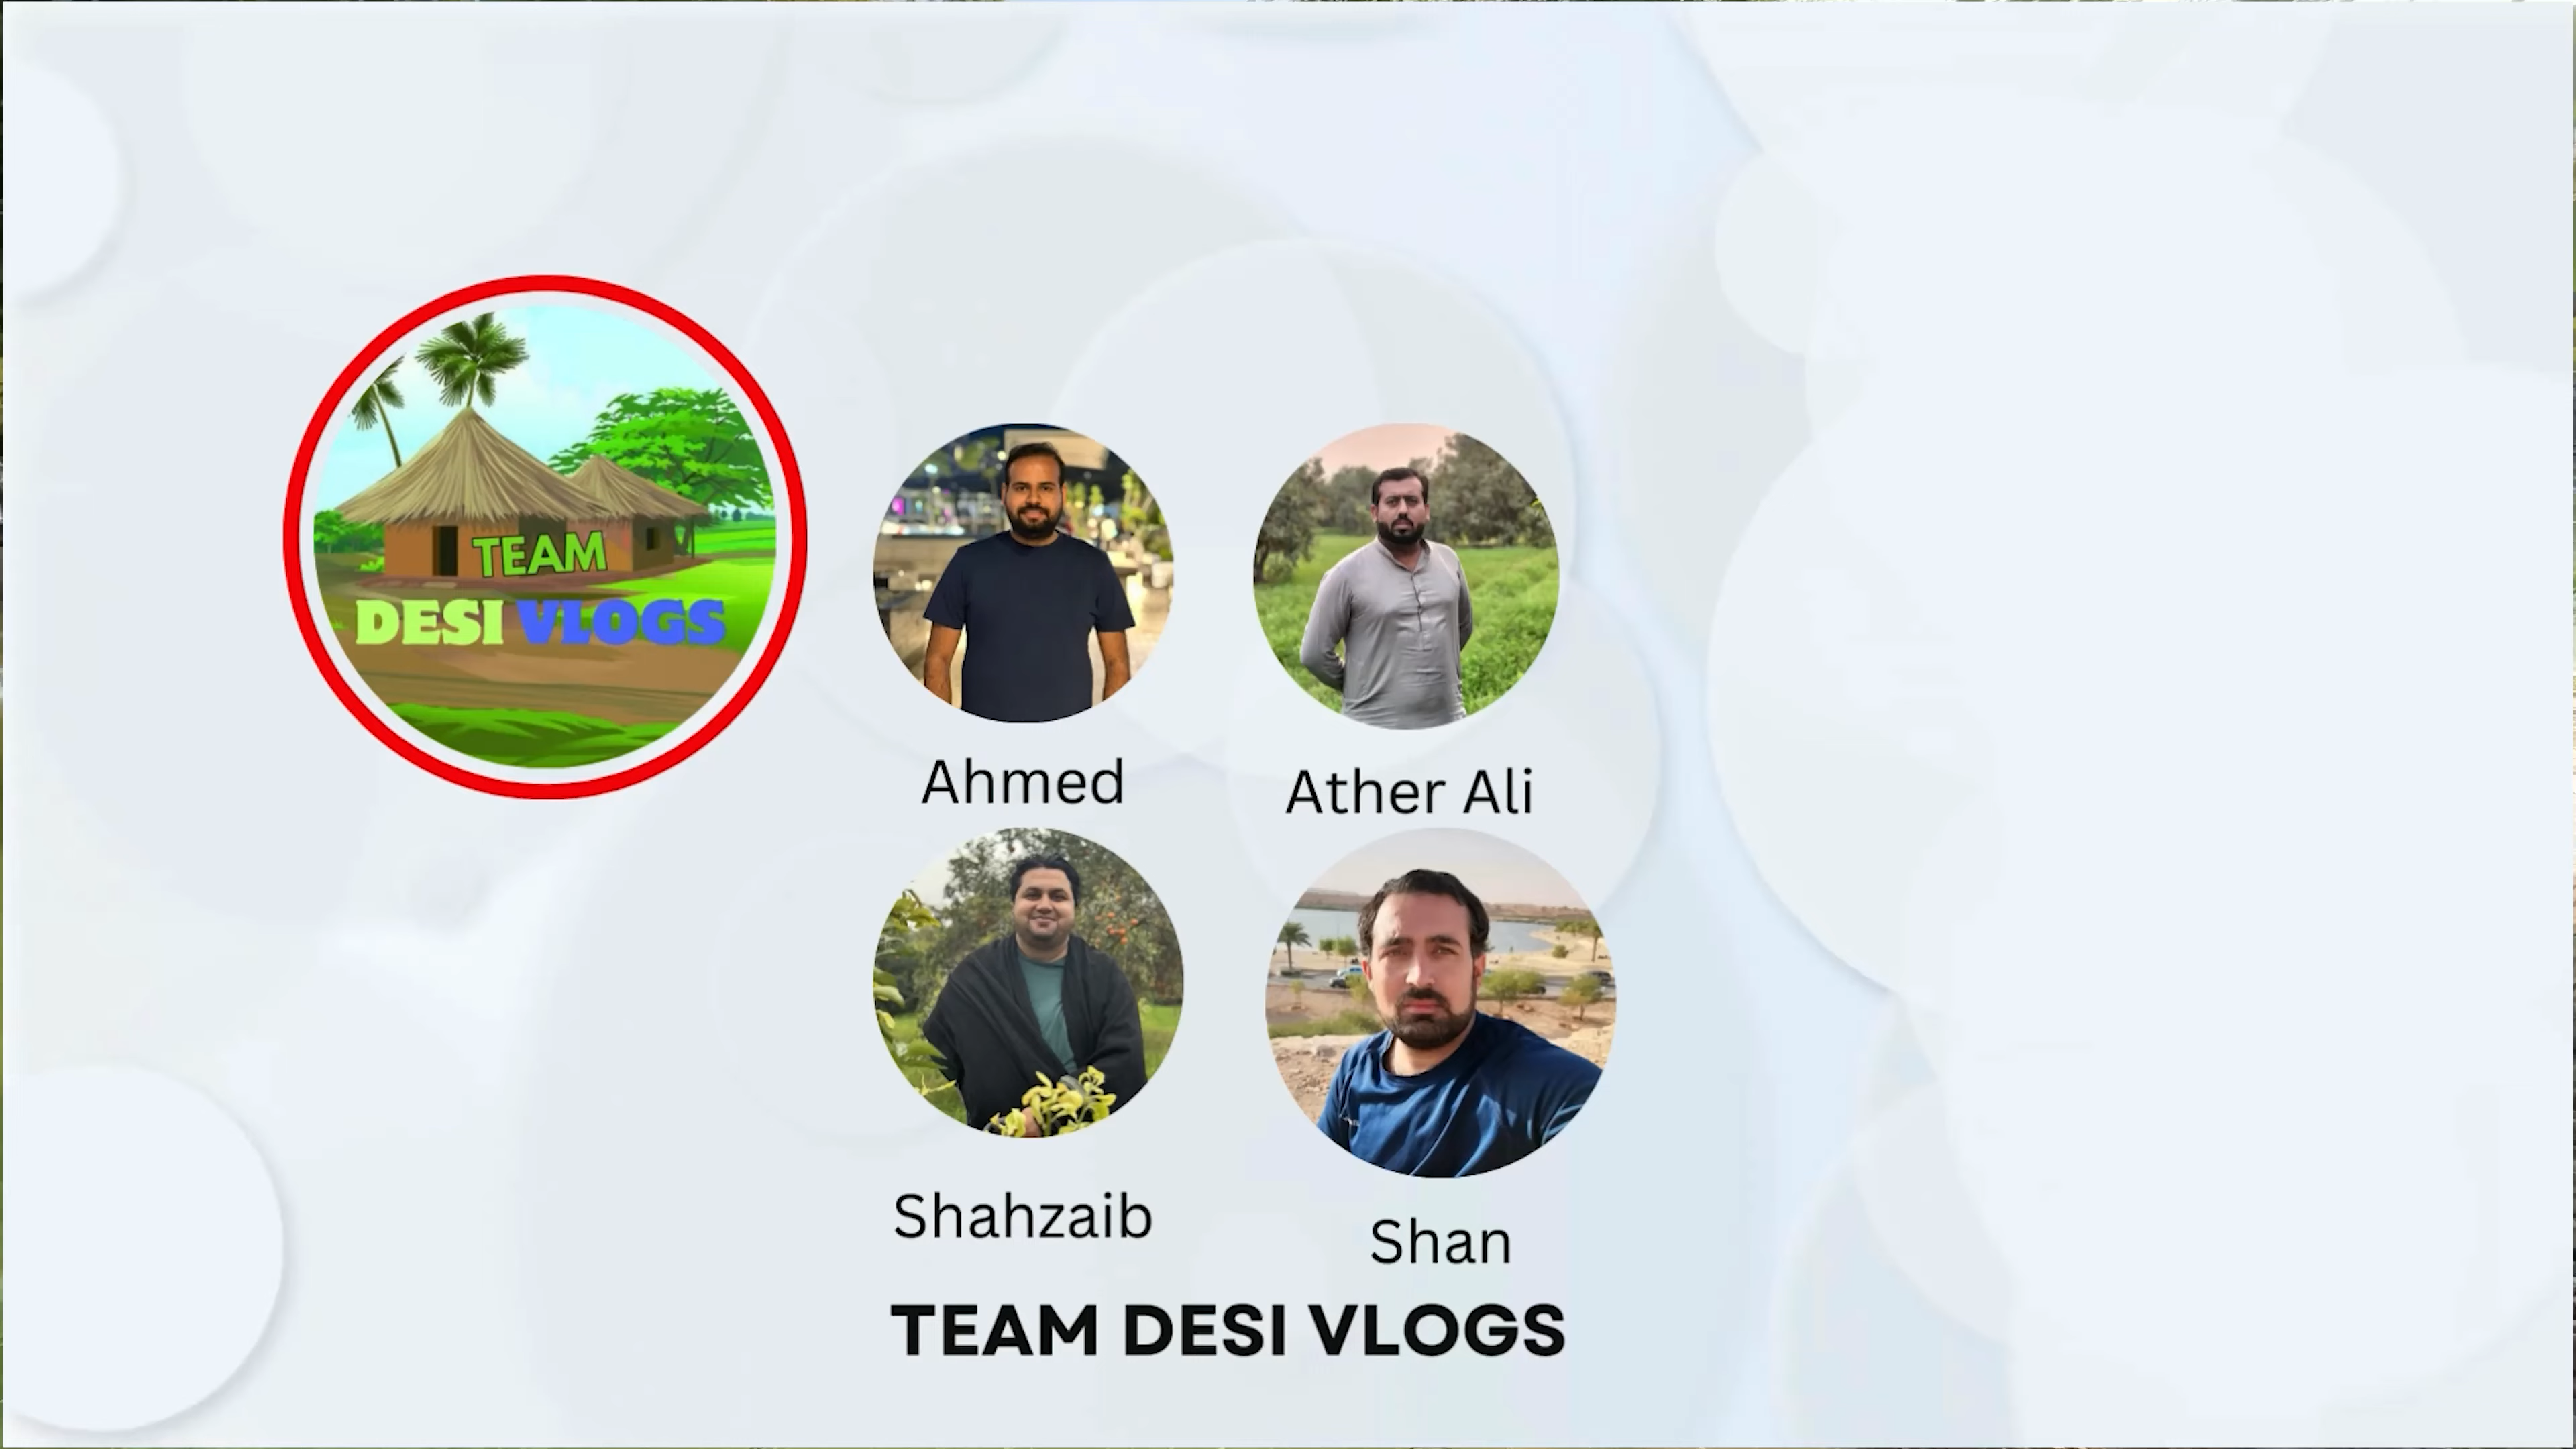 TEAM
DESI VLOGS
Ahmed
Ather Ali
Shahzaib
Shan
TEAM DESI VLOGS